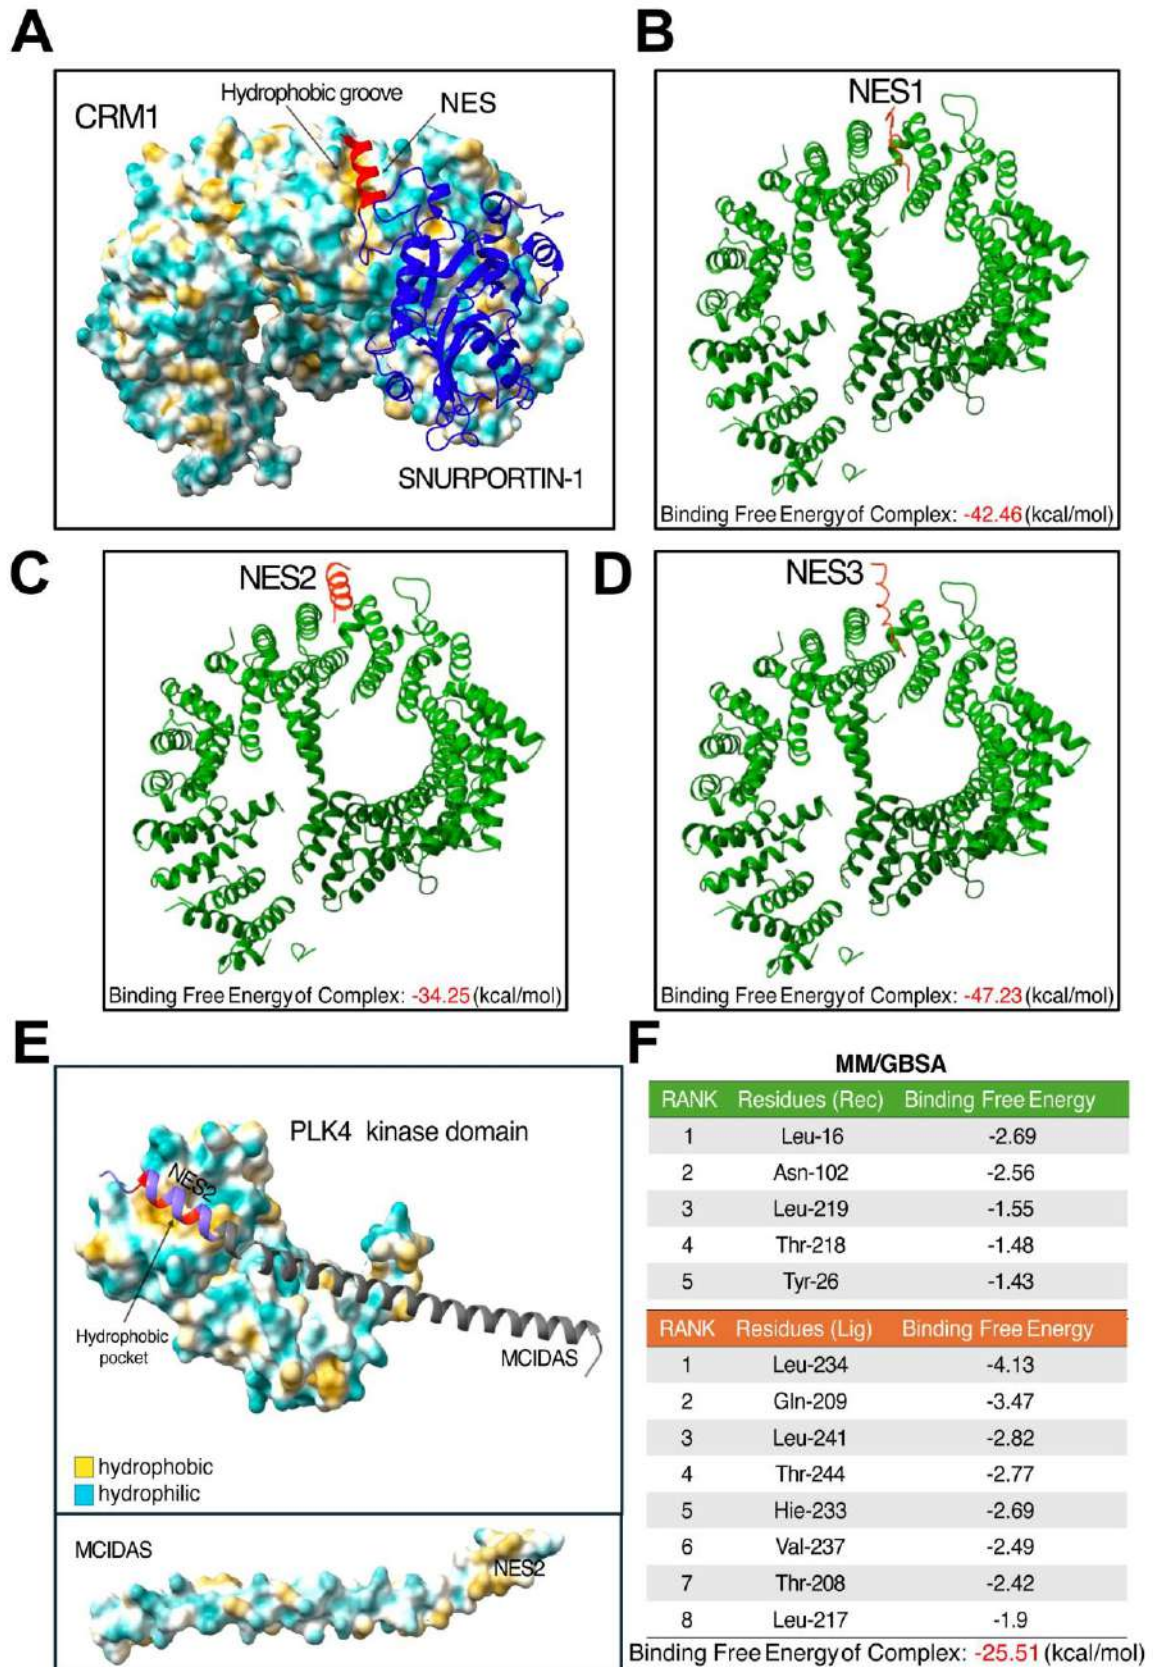 A
CRM1
Hydrophobic groove
NES
SNURPORTIN-1
B
NES1
Binding Free Energy of Complex: -42.46 (kcal/mol)
C
NES2
Binding Free Energy of Complex: -34.25 (kcal/mol)
D
NES3
Binding Free Energy of Complex: -47.23 (kcal/mol)
E
PLK4 kinase domain
NES2
Hydrophobic
pocket
MCIDAS
hydrophobic
hydrophilic
MCIDAS
NES2
F
MM/GBSA
RANK Residues (Rec) Binding Free Energy
1 Leu-16 -2.69
2 Asn-102 -2.56
3 Leu-219 -1.55
4 Thr-218 -1.48
5 Tyr-26 -1.43
RANK Residues (Lig) Binding Free Energy
1 Leu-234 -4.13
2 Gln-209 -3.47
3 Leu-241 -2.82
4 Thr-244 -2.77
5 Hie-233 -2.69
6 Val-237 -2.49
7 Thr-208 -2.42
8 Leu-217 -1.9
Binding Free Energy of Complex: -25.51 (kcal/mol)